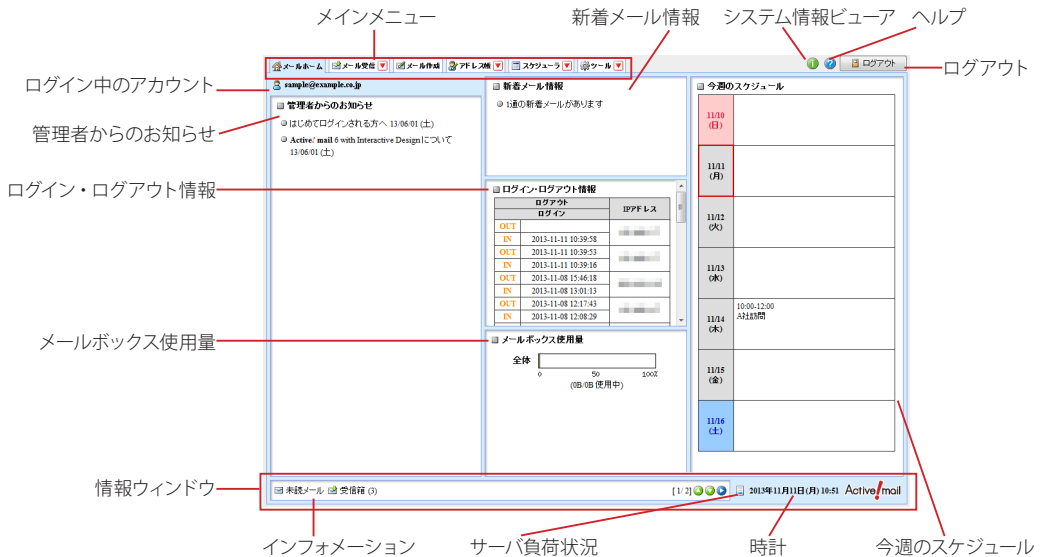 メインメニュー
新着メール情報
システム情報ビューア
ヘルプ
ログイン中のアカウント
ログアウト
管理者からのお知らせ
ログイン・ログアウト情報
メールボックス使用量
情報ウィンドウ
インフォメーション
サーバ負荷状況
時計
今週のスケジュール
メールホーム メール受信 メール作成 アドレス帳 スケジューラ ツール
ログアウト
sample@example.co.jp
管理者からのお知らせ
はじめてログインされる方へ 13/06/01 (土)
Active! mail 6 with Interactive Designについて
13/06/01 (土)
新着メール情報
1通の新着メールがあります
ログイン・ログアウト情報
ログアウト
ログイン
IPアドレス
OUT
IN 2013-11-11 10:39:58
OUT 2013-11-11 10:39:53
IN 2013-11-11 10:39:16
OUT 2013-11-08 15:46:18
IN 2013-11-08 13:01:13
OUT 2013-11-08 12:17:43
IN 2013-11-08 12:08:29
メールボックス使用量
全体
0 50 100%
(0B/0B 使用中)
今週のスケジュール
11/10
(日)
11/11
(月)
11/12
(火)
11/13
(水)
11/14
(木)
10:00-12:00
A社訪問
11/15
(金)
11/16
(土)
未読メール 受信箱 (3)
[1/2]
2013年11月11日(月) 10:51
Active! mail